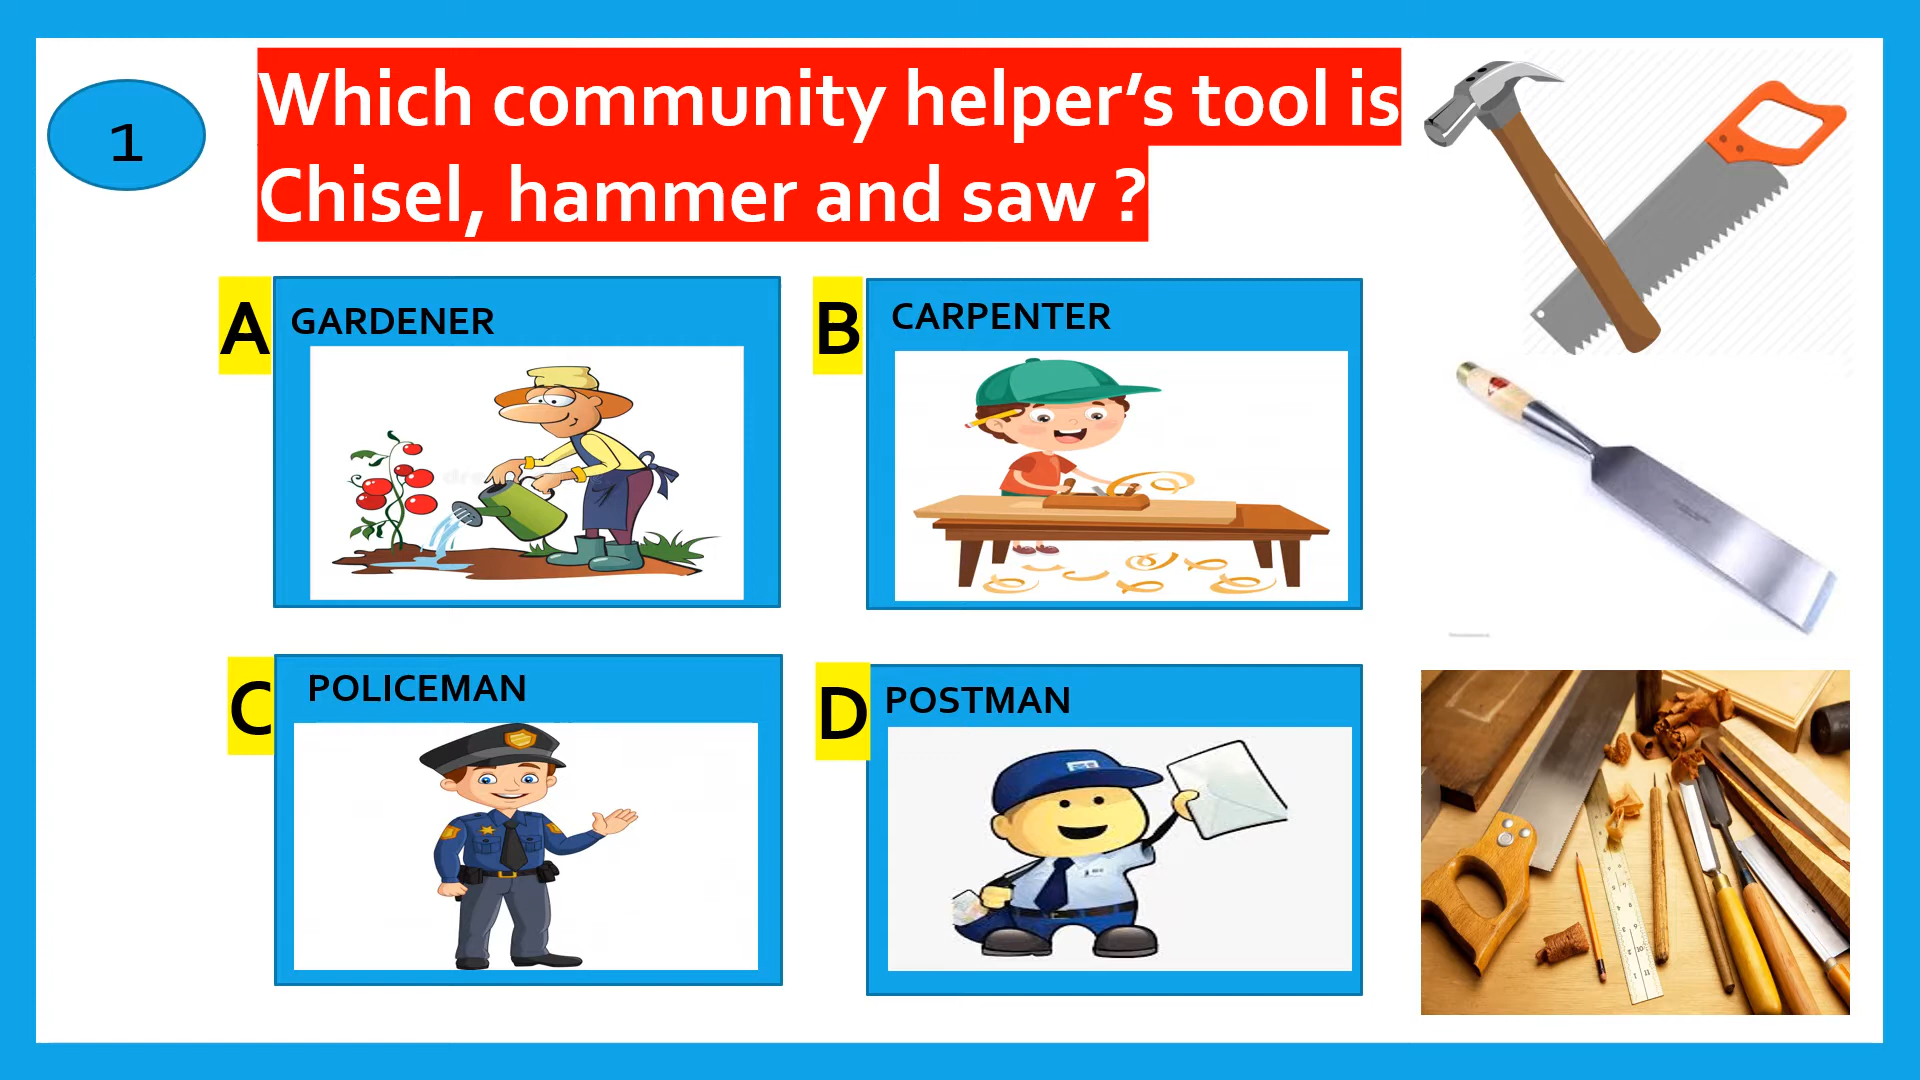 1
Which community helper’s tool is
Chisel, hammer and saw ?
A
GARDENER
B
CARPENTER
C
POLICEMAN
D
POSTMAN